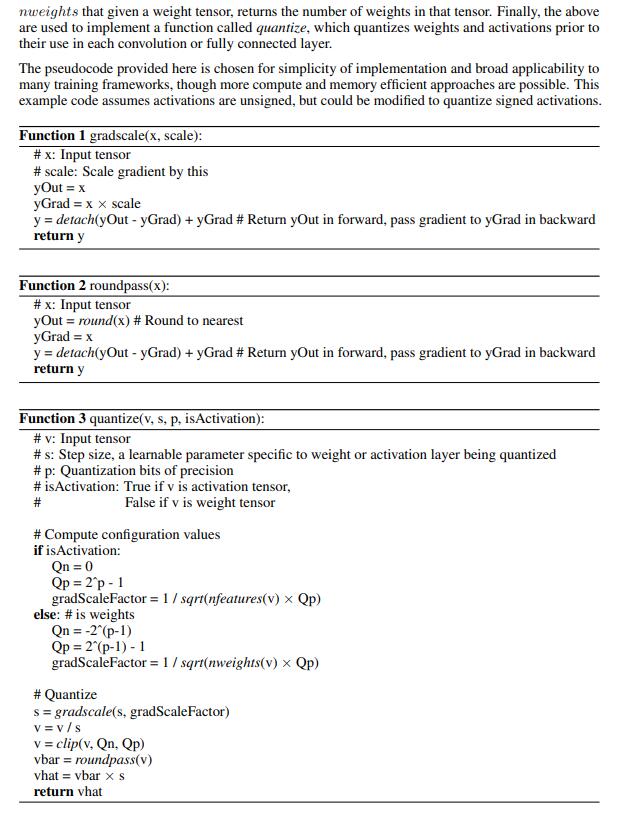 nweights that given a weight tensor, returns the number of weights in that tensor. Finally, the above
are used to implement a function called quantize, which quantizes weights and activations prior to
their use in each convolution or fully connected layer.
The pseudocode provided here is chosen for simplicity of implementation and broad applicability to
many training frameworks, though more compute and memory efficient approaches are possible. This
example code assumes activations are unsigned, but could be modified to quantize signed activations.
Function 1 gradscale(x, scale):
# x: Input tensor
# scale: Scale gradient by this
yOut = x
yGrad = x × scale
y = detach(yOut - yGrad) + yGrad # Return yOut in forward, pass gradient to yGrad in backward
return y
Function 2 roundpass(x):
# x: Input tensor
yOut = round(x) # Round to nearest
yGrad = x
y = detach(yOut - yGrad) + yGrad # Return yOut in forward, pass gradient to yGrad in backward
return y
Function 3 quantize(v, s, p, isActivation):
# v: Input tensor
# s: Step size, a learnable parameter specific to weight or activation layer being quantized
# p: Quantization bits of precision
# isActivation: True if v is activation tensor,
# False if v is weight tensor
# Compute configuration values
if isActivation:
Qn = 0
Qp = 2^p - 1
gradScaleFactor = 1 / sqrt(nfeatures(v) × Qp)
else: # is weights
Qn = -2^(p-1)
Qp = 2^(p-1) - 1
gradScaleFactor = 1 / sqrt(nweights(v) × Qp)
# Quantize
s = gradscale(s, gradScaleFactor)
v = v / s
v = clip(v, Qn, Qp)
vbar = roundpass(v)
vhat = vbar × s
return vhat